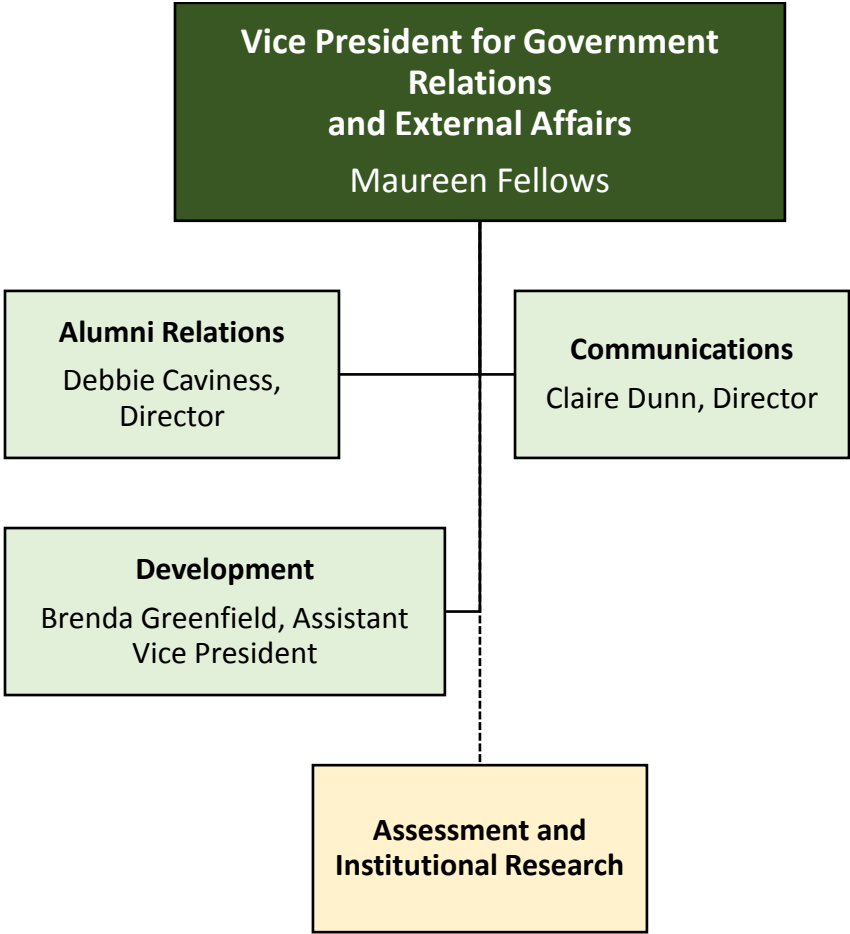 Vice President for Government
Relations
and External Affairs
Maureen Fellows
Alumni Relations
Debbie Caviness,
Director
Communications
Claire Dunn, Director
Development
Brenda Greenfield, Assistant
Vice President
Assessment and
Institutional Research